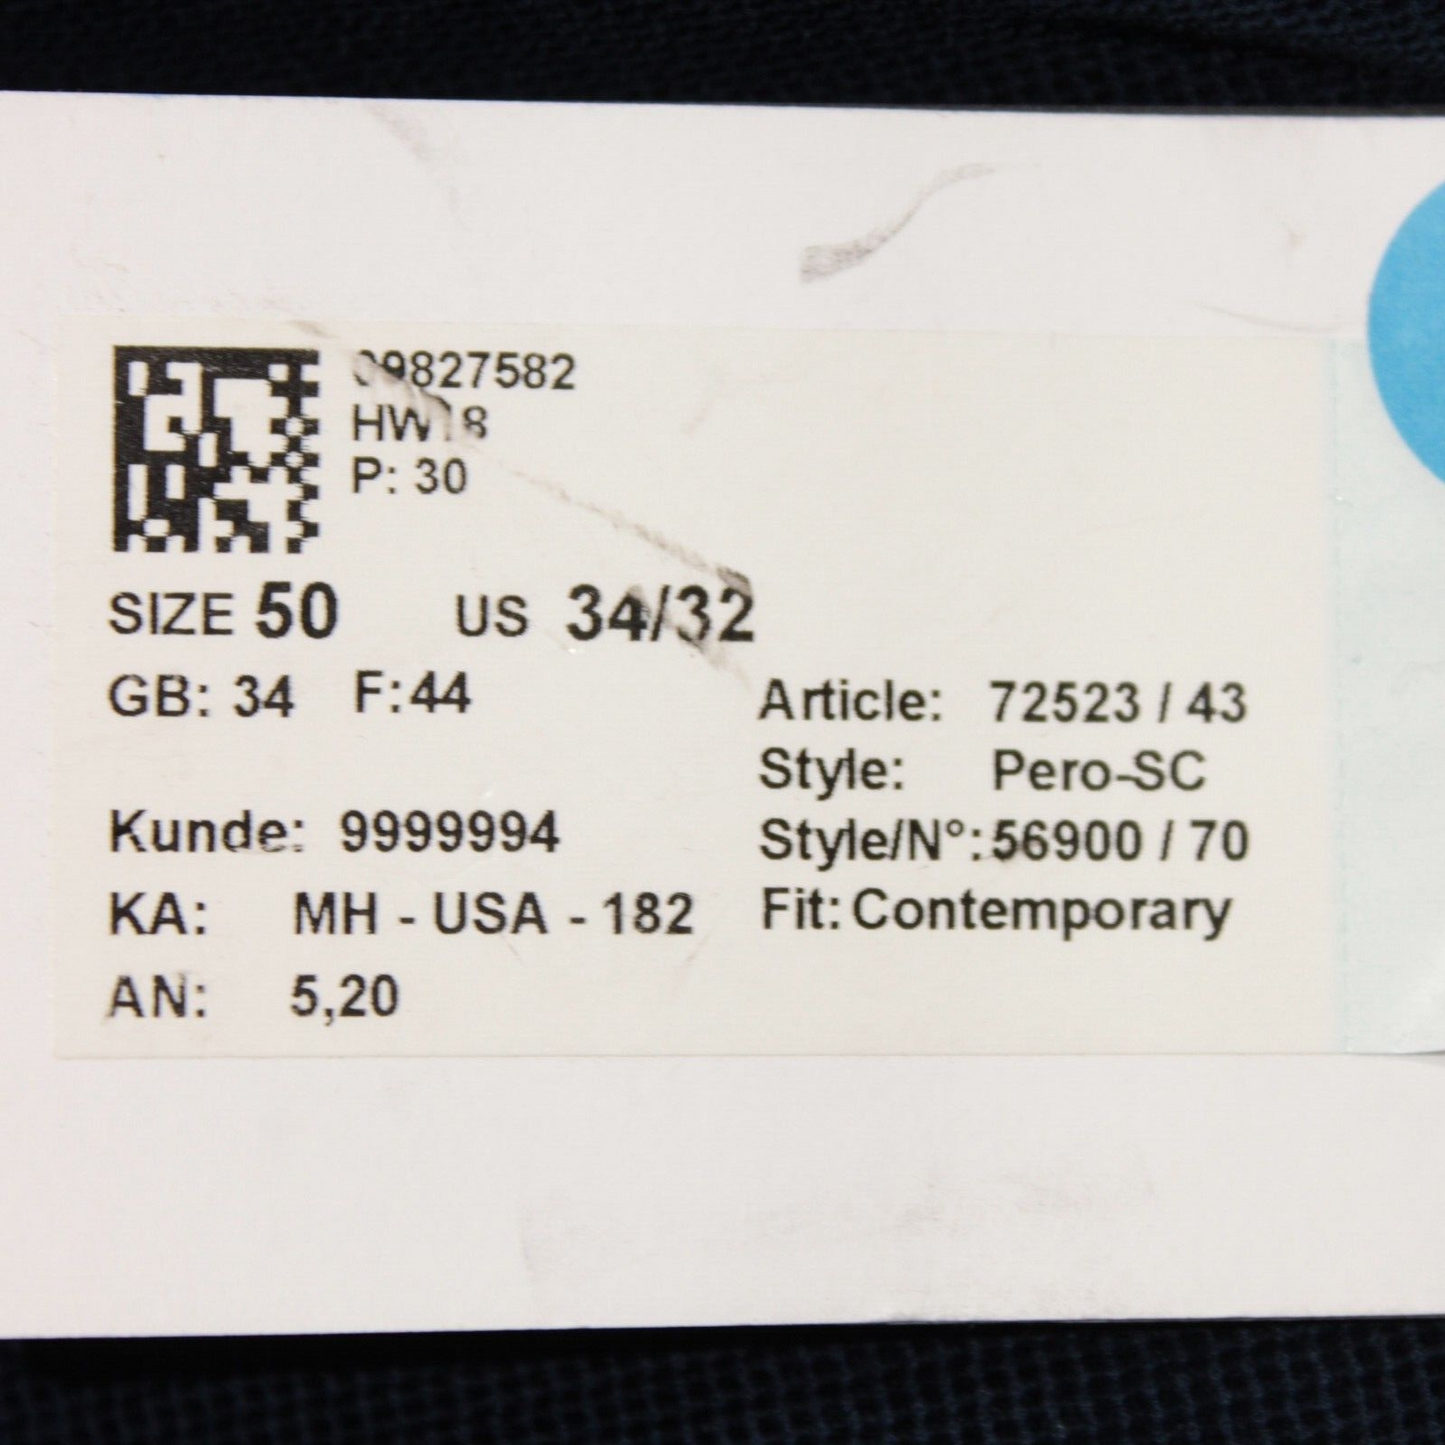 HW18
P: 30
SIZE 50 US 34/32
GB: 34 F:44
Article: 72523 / 43
Style: Pero-SC
Kunde: 9999994
Style/N°: 56900 / 70
KA: MH - USA - 182
Fit: Contemporary
AN: 5,20